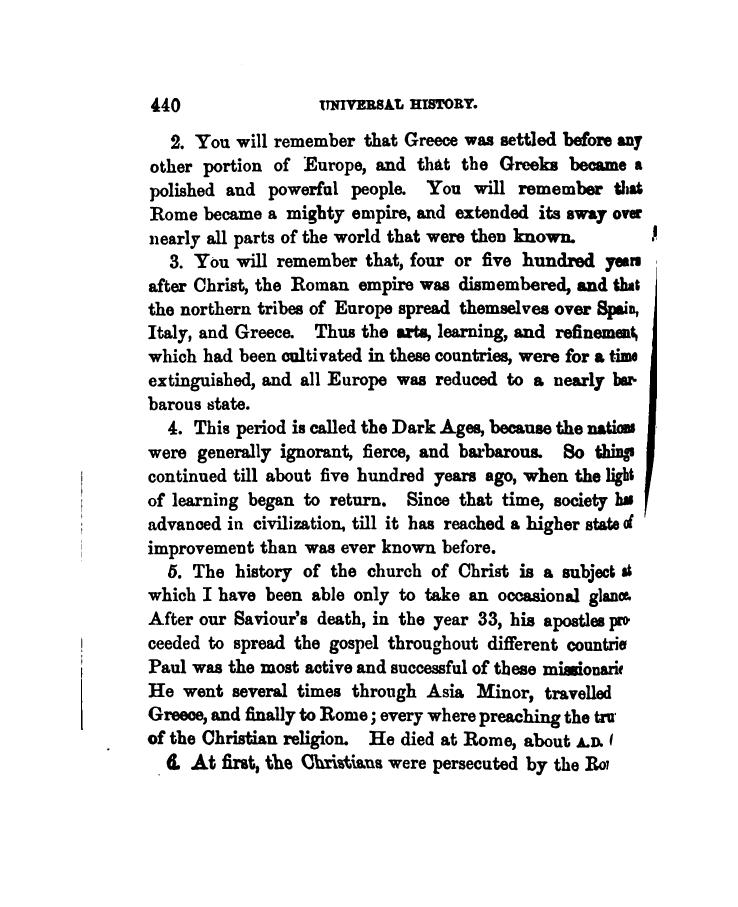 440 UNIVERSAL HISTORY.
2. You will remember that Greece was settled before any
other portion of Europe, and that the Greeks became a
polished and powerful people. You will remember that
Rome became a mighty empire, and extended its sway over
nearly all parts of the world that were then known.
3. You will remember that, four or five hundred years
after Christ, the Roman empire was dismembered, and that
the northern tribes of Europe spread themselves over Spain,
Italy, and Greece. Thus the arts, learning, and refinement,
which had been cultivated in these countries, were for a time
extinguished, and all Europe was reduced to a nearly bar-
barous state.
4. This period is called the Dark Ages, because the nations
were generally ignorant, fierce, and barbarous. So things
continued till about five hundred years ago, when the light
of learning began to return. Since that time, society has
advanced in civilization, till it has reached a higher state of
improvement than was ever known before.
5. The history of the church of Christ is a subject at
which I have been able only to take an occasional glance.
After our Saviour's death, in the year 33, his apostles pro-
ceeded to spread the gospel throughout different countrie
Paul was the most active and successful of these missionarie
He went several times through Asia Minor, travelled
Greece, and finally to Rome; every where preaching the tru
of the Christian religion. He died at Rome, about A.D.
6. At first, the Christians were persecuted by the Ro